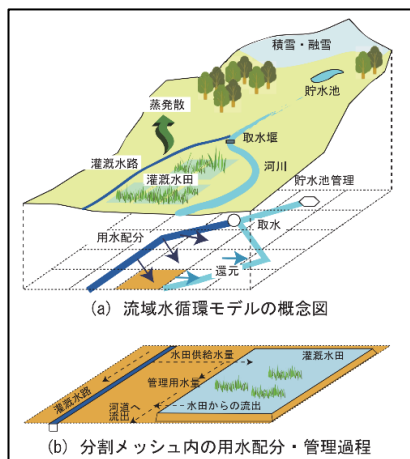 積雪・融雪
貯水池
蒸発散
取水堰
灌漑水路
河川
灌漑水田
貯水池管理
用水配分
取水
還元
(a) 流域水循環モデルの概念図
水田供給水量
灌漑水田
管理用水量
灌漑水路
河道へ
流出
水田からの流出
(b) 分割メッシュ内の用水配分・管理過程